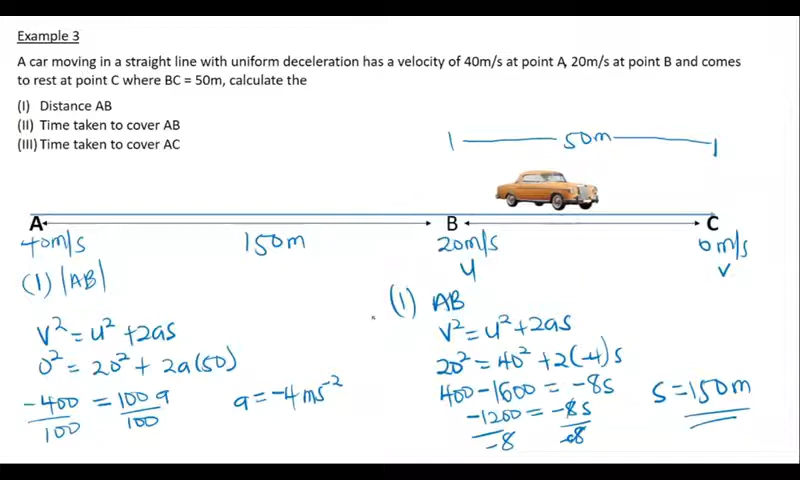 Example 3
A car moving in a straight line with uniform deceleration has a velocity of 40m/s at point A, 20m/s at point B and comes
to rest at point C where BC = 50m, calculate the
(I) Distance AB
(II) Time taken to cover AB
(III) Time taken to cover AC
50m
A B C
40m/s 150m 20m/s 0m/s
u v
(1) |AB|
v² = u² + 2as
0² = 20² + 2a(50)
-400/100 = 100a/100
a = -4ms⁻²
(1) AB
v² = u² + 2as
20² = 40² + 2(-4)s
400 - 1600 = -8s
-1200/-8 = -8s/-8
s = 150m